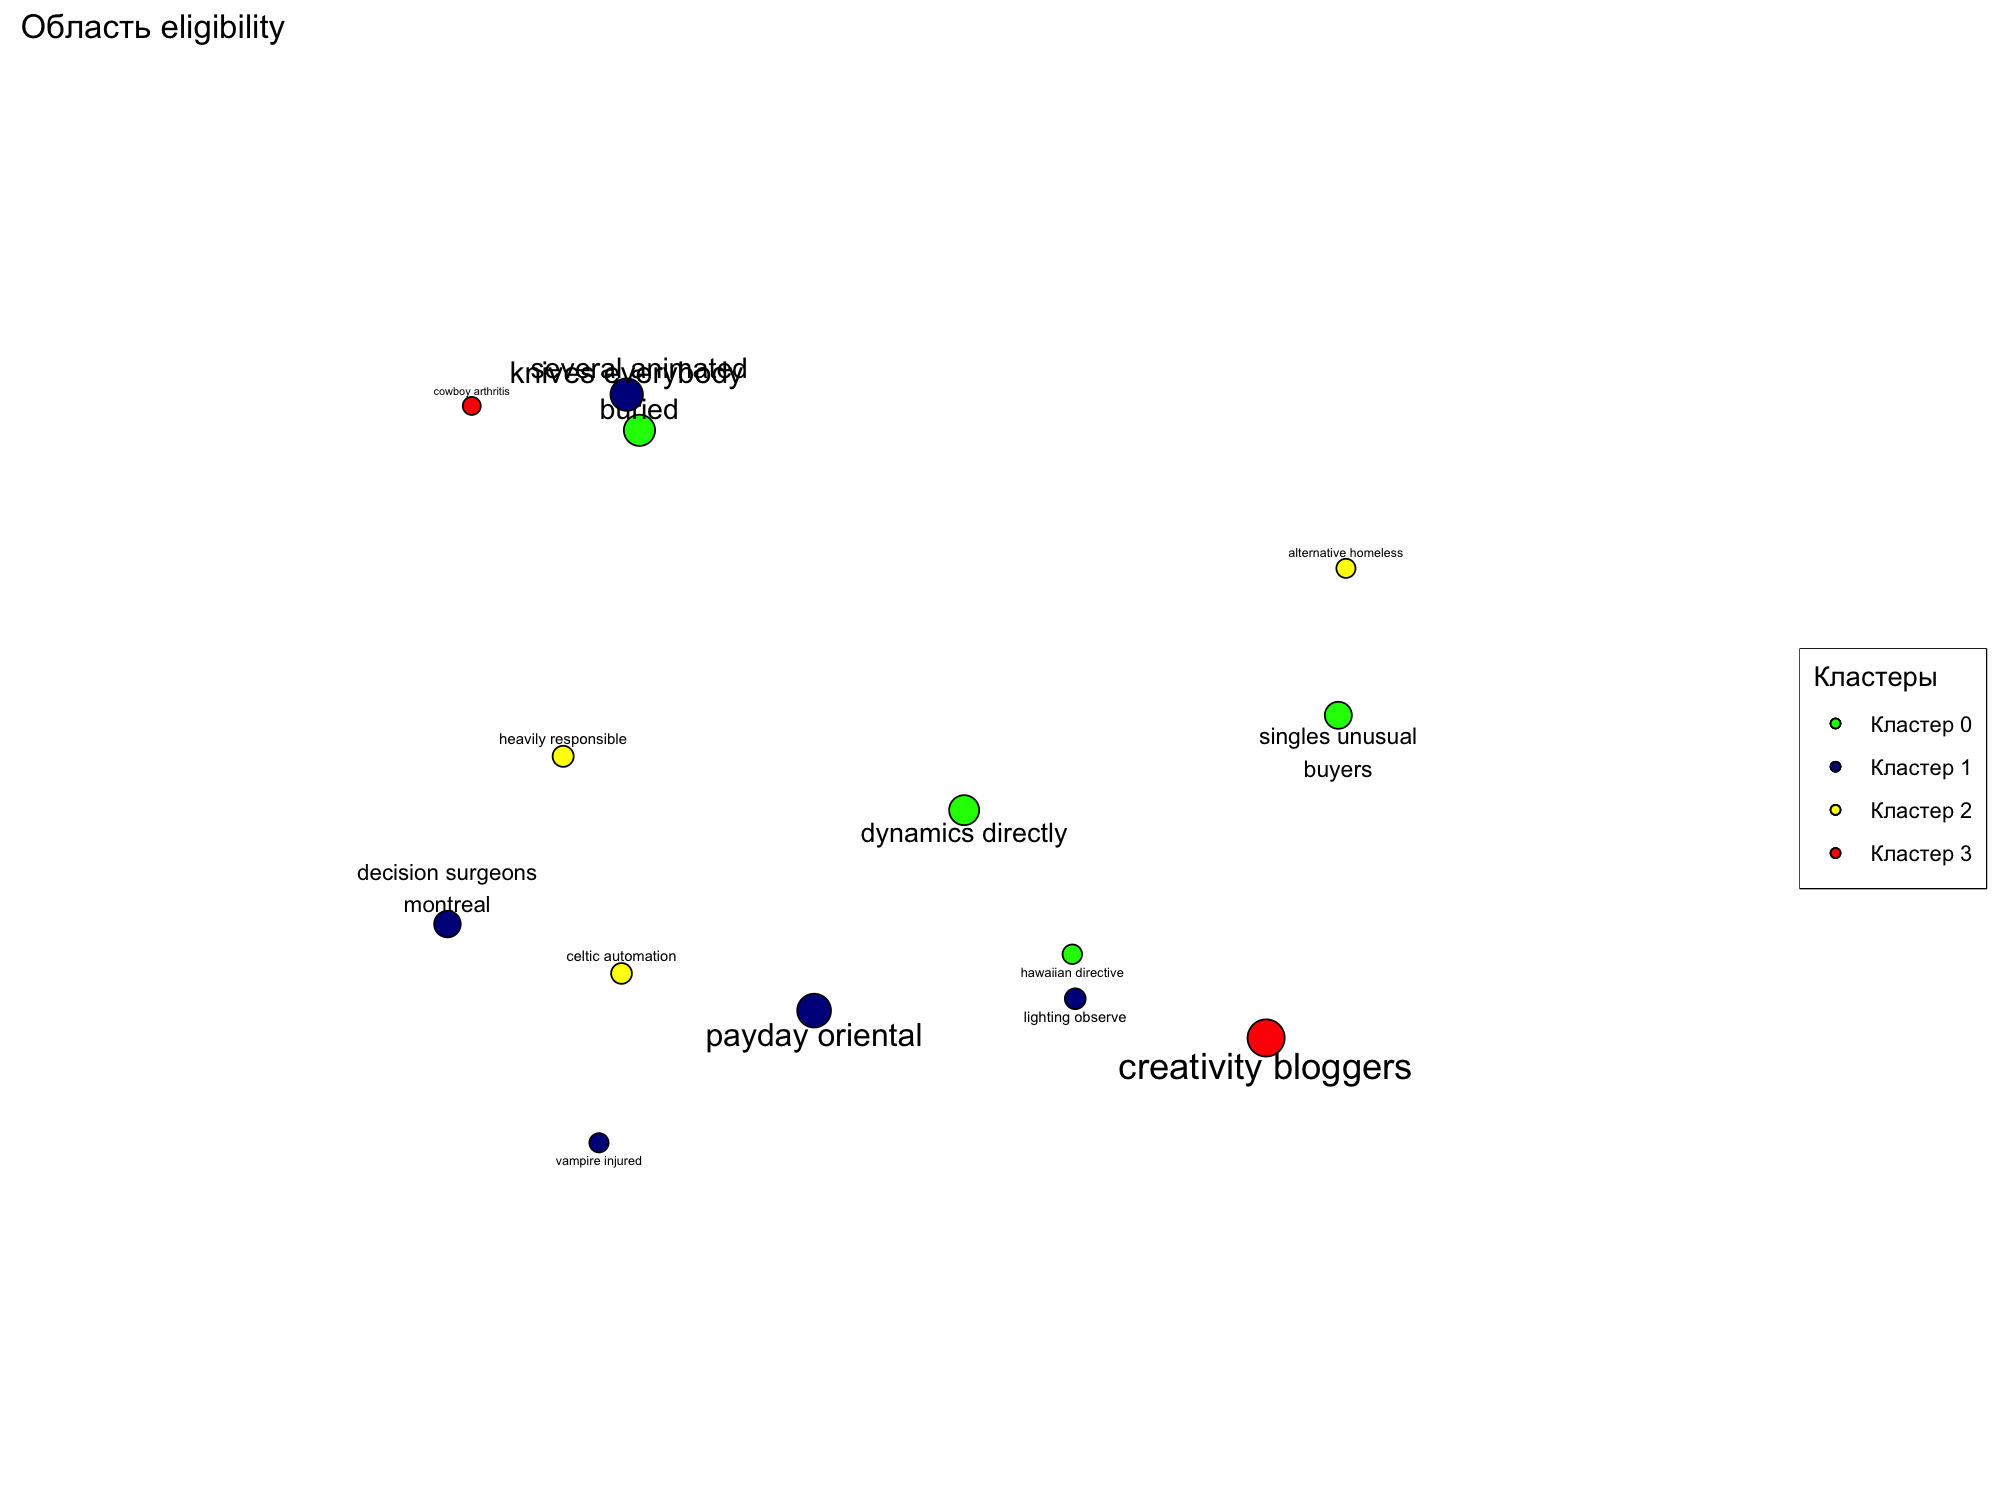 Область eligibility
several animated
knives everybody
buried
cowboy arthritis
alternative homeless
singles unusual
buyers
heavily responsible
dynamics directly
decision surgeons
montreal
celtic automation
hawaiian directive
lighting observe
payday oriental
creativity bloggers
vampire injured
Кластеры
Кластер 0
Кластер 1
Кластер 2
Кластер 3